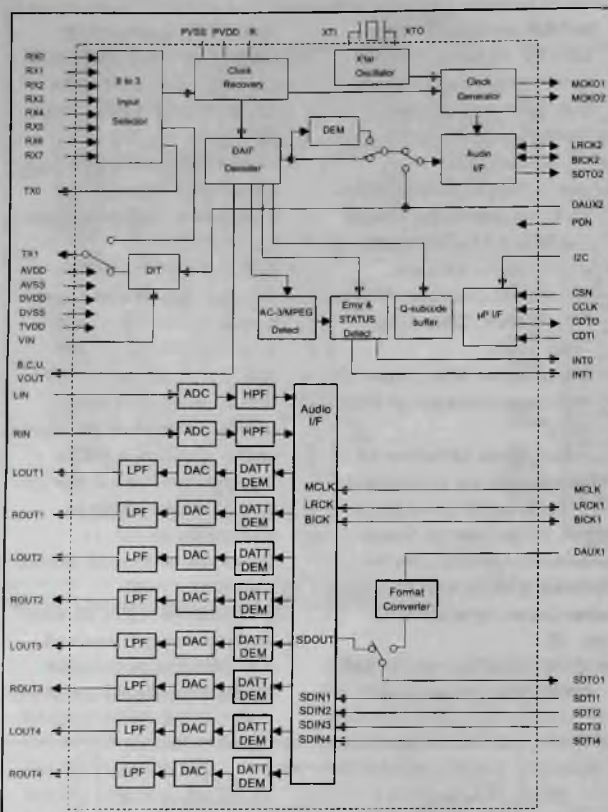 PVSS PVDD R XTI XTO
RX0
RX1
RX2
RX3
RX4
RX5
RX6
RX7
TX0
8 to 3
Input
Selector
Clock
Recovery
X'tal
Oscillator
Clock
Generator
MCKO1
MCKO2
DEM
DAIF
Decoder
Audio
I/F
LRCK2
BICK2
SDTO2
DAUX2
PDN
I2C
TX1
AVDD
AVSS
DVDD
DVSS
TVDD
VIN
DIT
AC-3/MPEG
Detect
Error &
STATUS
Detect
Q-subcode
buffer
µP I/F
CSN
CCLK
CDTO
CDTI
INT0
INT1
B,C,U,
VOUT
LIN ADC HPF
Audio
I/F
RIN ADC HPF
LOUT1 LPF DAC DATT
DEM
ROUT1 LPF DAC DATT
DEM
LOUT2 LPF DAC DATT
DEM
ROUT2 LPF DAC DATT
DEM
LOUT3 LPF DAC DATT
DEM
ROUT3 LPF DAC DATT
DEM
LOUT4 LPF DAC DATT
DEM
ROUT4 LPF DAC DATT
DEM
MCLK MCLK
LRCK LRCK1
BICK BICK1
DAUX1
Format
Converter
SDOUT
SDTO1
SDIN1 SDTI1
SDIN2 SDTI2
SDIN3 SDTI3
SDIN4 SDTI4